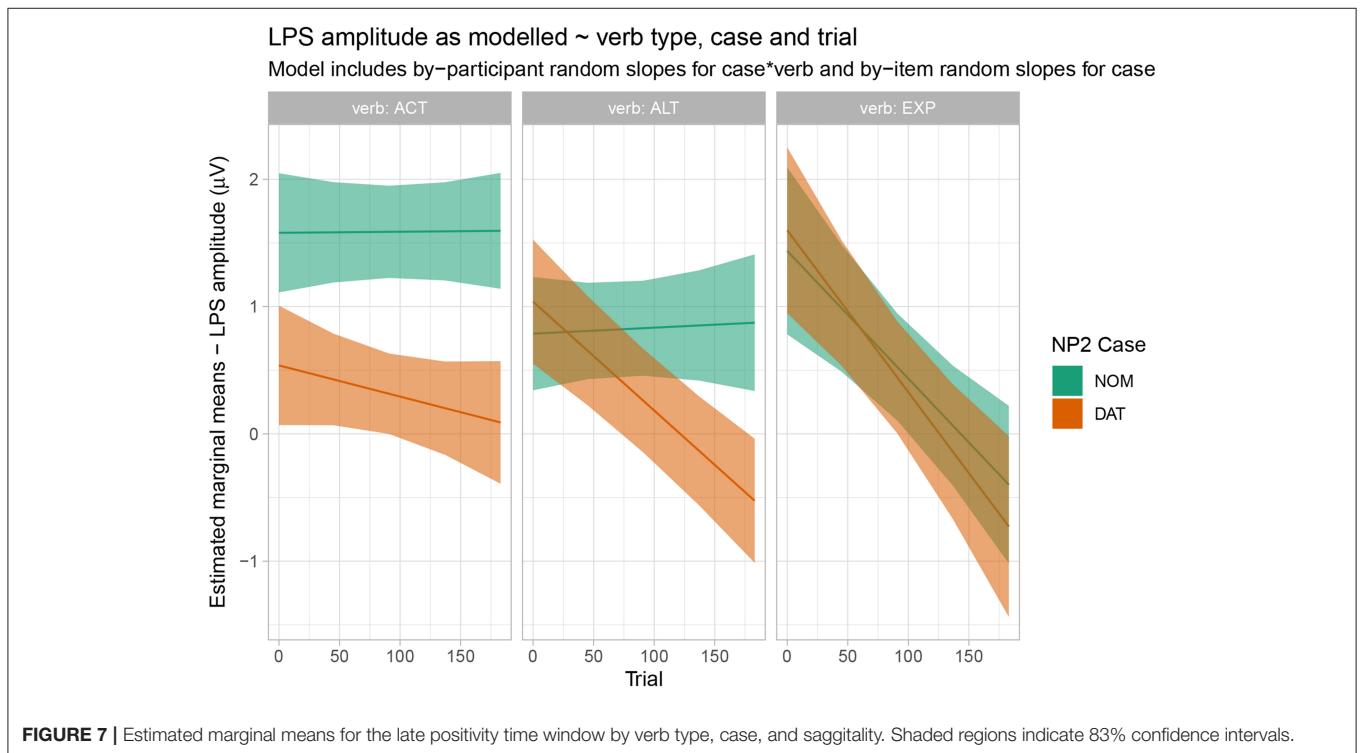 LPS amplitude as modelled ~ verb type, case and trial
Model includes by−participant random slopes for case*verb and by−item random slopes for case
verb: ACT
verb: ALT
verb: EXP
Estimated marginal means − LPS amplitude (μV)
2
1
0
−1
0 50 100 150
0 50 100 150
0 50 100 150
Trial
NP2 Case
NOM
DAT
FIGURE 7 | Estimated marginal means for the late positivity time window by verb type, case, and saggitality. Shaded regions indicate 83% confidence intervals.